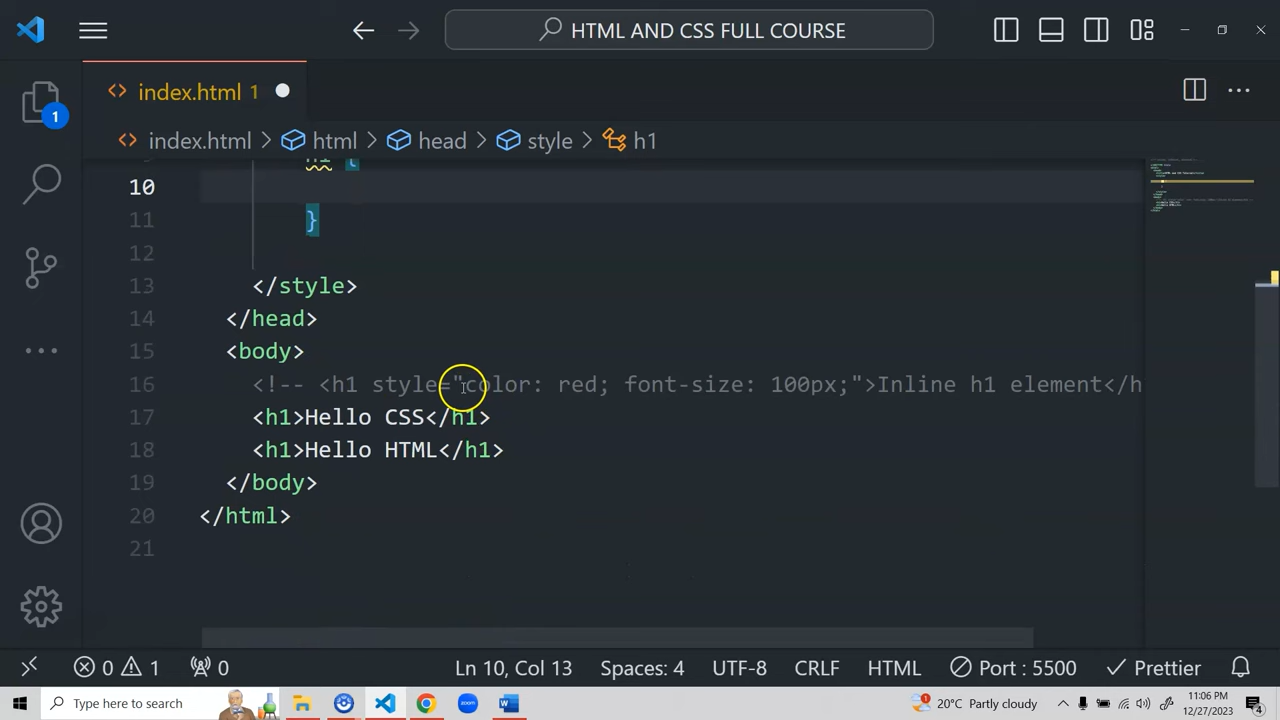 HTML AND CSS FULL COURSE
index.html 1
index.html > html > head > style > h1
1
h1 {
10
11 }
12
13 </style>
14 </head>
15 <body>
16 <!-- <h1 style="color: red; font-size: 100px;">Inline h1 element</h
17 <h1>Hello CSS</h1>
18 <h1>Hello HTML</h1>
19 </body>
20 </html>
21
0 1 0 Ln 10, Col 13 Spaces: 4 UTF-8 CRLF HTML Port : 5500 Prettier
Type here to search zoom 1 20°C Partly cloudy 11:06 PM
12/27/2023 4